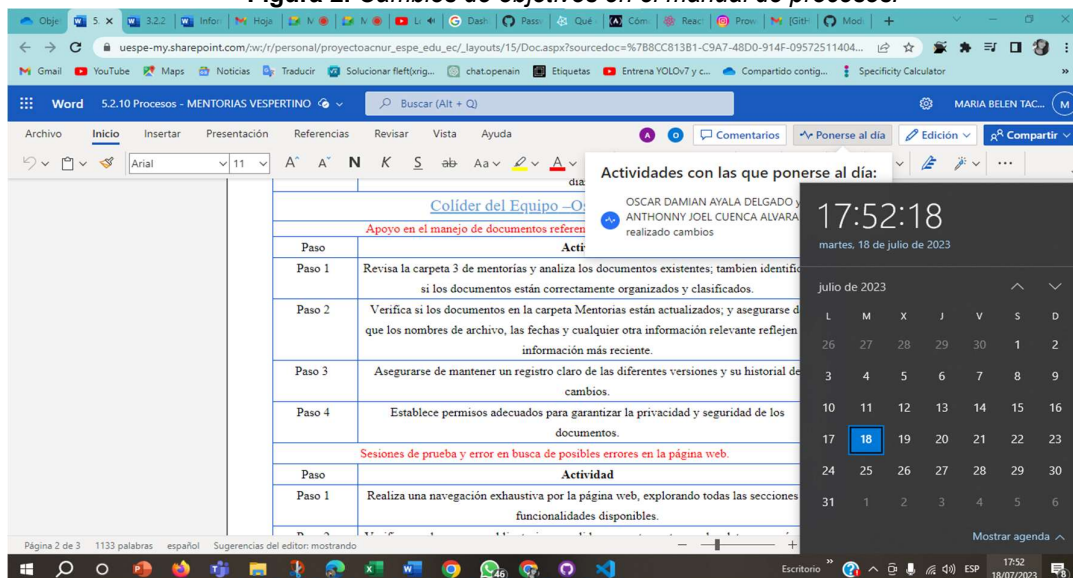 Figura 2. Cambios de objetivos en el manual de procesos.
Obje 5. 3.2.2 Infor Hoja Dash Passv Qué Cóm Reac Prow [GitH Modi
uespe-my.sharepoint.com/:w:/r/personal/proyectoacnur_espe_edu_ec/_layouts/15/Doc.aspx?sourcedoc=%7B8CC813B1-C9A7-48D0-914F-09572511404...
Gmail YouTube Maps Noticias Traducir Solucionar fleft(xrig... chat.openain Etiquetas Entrena YOLOv7 y c... Compartido contig... Specificity Calculator
Word 5.2.10 Procesos - MENTORIAS VESPERTINO Buscar (Alt + Q) MARIA BELEN TAC... M
Archivo Inicio Insertar Presentación Referencias Revisar Vista Ayuda A O Comentarios Ponerse al día Edición Compartir
Arial 11 A A N K S ab Aa A
Actividades con las que ponerse al día:
OSCAR DAMIAN AYALA DELGADO y
ANTHONNY JOEL CUENCA ALVARA
realizado cambios
dia
Colíder del Equipo –Os
Apoyo en el manejo de documentos referen
Paso Acti
Paso 1 Revisa la carpeta 3 de mentorías y analiza los documentos existentes; tambien identific
si los documentos están correctamente organizados y clasificados.
Paso 2 Verifica si los documentos en la carpeta Mentorias están actualizados; y asegurarse d
que los nombres de archivo, las fechas y cualquier otra información relevante reflejen
información más reciente.
Paso 3 Asegurarse de mantener un registro claro de las diferentes versiones y su historial de
cambios.
Paso 4 Establece permisos adecuados para garantizar la privacidad y seguridad de los
documentos.
Sesiones de prueba y error en busca de posibles errores en la página web.
Paso Actividad
Paso 1 Realiza una navegación exhaustiva por la página web, explorando todas las secciones
funcionalidades disponibles.
17:52:18
martes, 18 de julio de 2023
julio de 2023
L M X J V S D
26 27 28 29 30 1 2
3 4 5 6 7 8 9
10 11 12 13 14 15 16
17 18 19 20 21 22 23
24 25 26 27 28 29 30
31 1 2 3 4 5 6
Mostrar agenda
Página 2 de 3 1133 palabras español Sugerencias del editor: mostrando
46 Escritorio ESP 17:52
18/07/2023 8